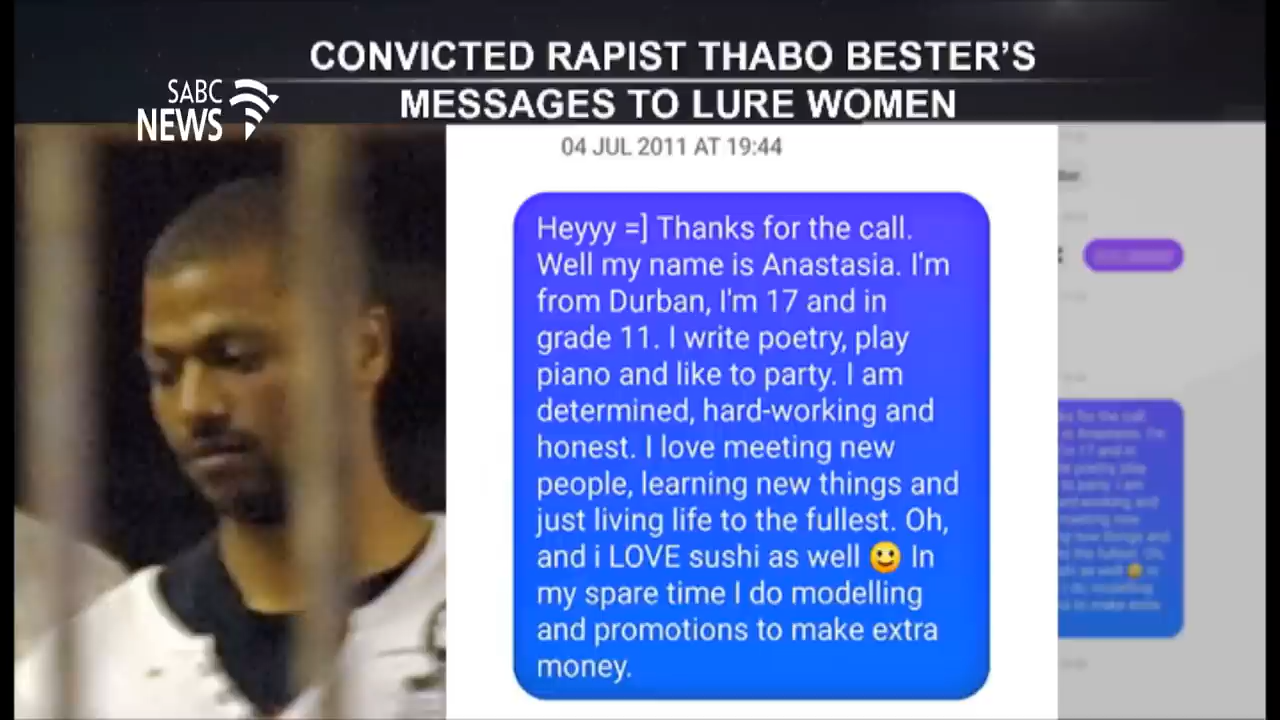 CONVICTED RAPIST THABO BESTER'S
MESSAGES TO LURE WOMEN
SABC
NEWS
04 JUL 2011 AT 19:44
Heyyy =] Thanks for the call.
Well my name is Anastasia. I'm
from Durban, I'm 17 and in
grade 11. I write poetry, play
piano and like to party. I am
determined, hard-working and
honest. I love meeting new
people, learning new things and
just living life to the fullest. Oh,
and i LOVE sushi as well 🙂 In
my spare time I do modelling
and promotions to make extra
money.